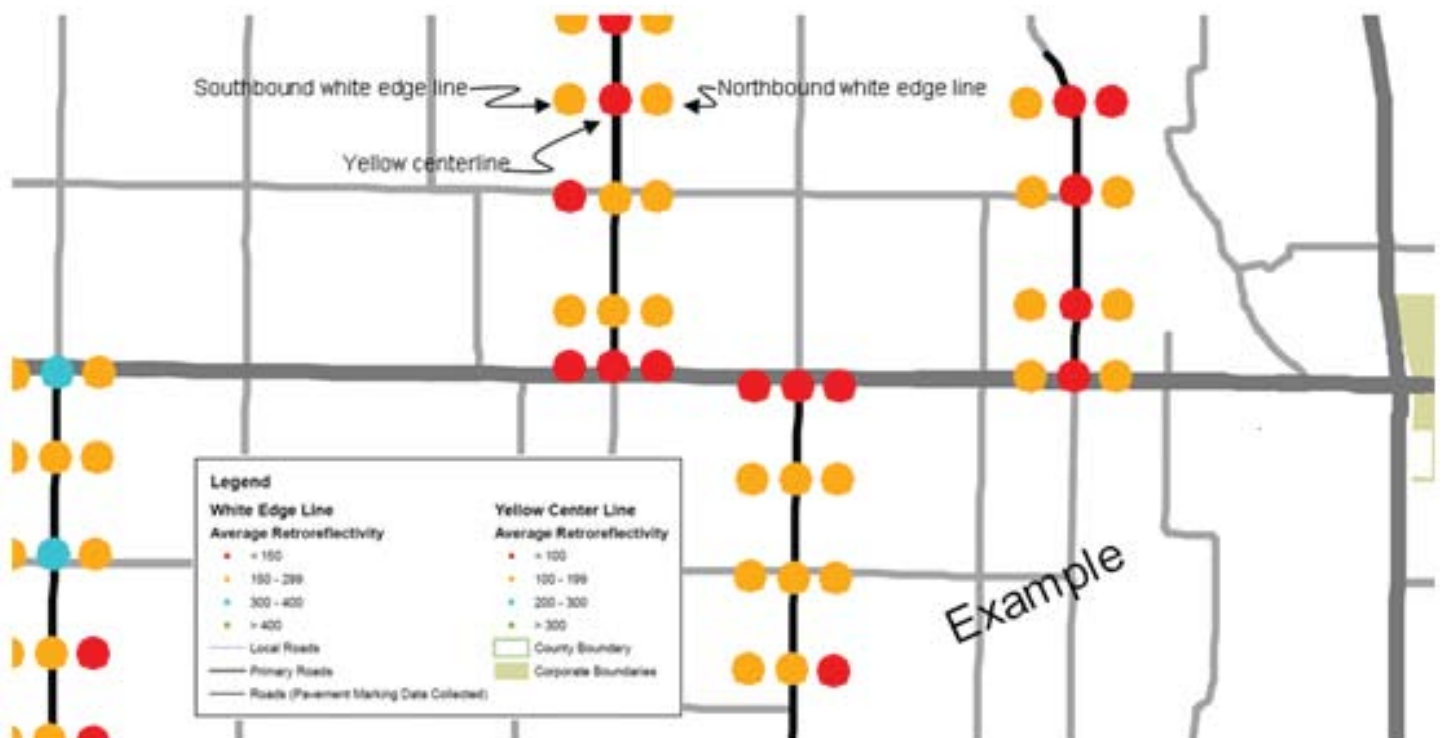 Southbound white edge line
Northbound white edge line
Yellow centerline
Example
Legend
White Edge Line
Average Retroreflectivity
< 150
150 - 299
300 - 400
> 400
Local Roads
Primary Roads
Roads (Pavement Marking Data Collected)
Yellow Center Line
Average Retroreflectivity
< 100
100 - 199
200 - 300
> 300
County Boundary
Corporate Boundaries